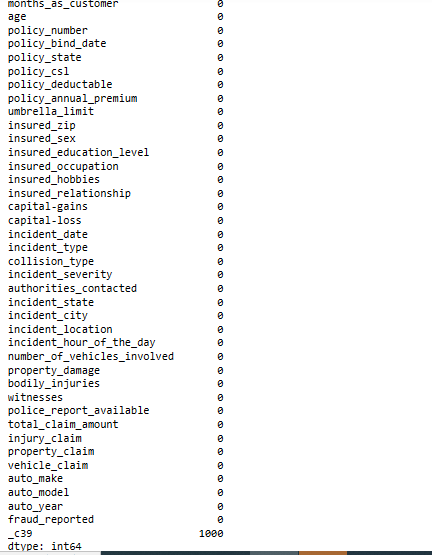 months_as_customer 0
age 0
policy_number 0
policy_bind_date 0
policy_state 0
policy_csl 0
policy_deductable 0
policy_annual_premium 0
umbrella_limit 0
insured_zip 0
insured_sex 0
insured_education_level 0
insured_occupation 0
insured_hobbies 0
insured_relationship 0
capital-gains 0
capital-loss 0
incident_date 0
incident_type 0
collision_type 0
incident_severity 0
authorities_contacted 0
incident_state 0
incident_city 0
incident_location 0
incident_hour_of_the_day 0
number_of_vehicles_involved 0
property_damage 0
bodily_injuries 0
witnesses 0
police_report_available 0
total_claim_amount 0
injury_claim 0
property_claim 0
vehicle_claim 0
auto_make 0
auto_model 0
auto_year 0
fraud_reported 0
_c39 1000
dtype: int64